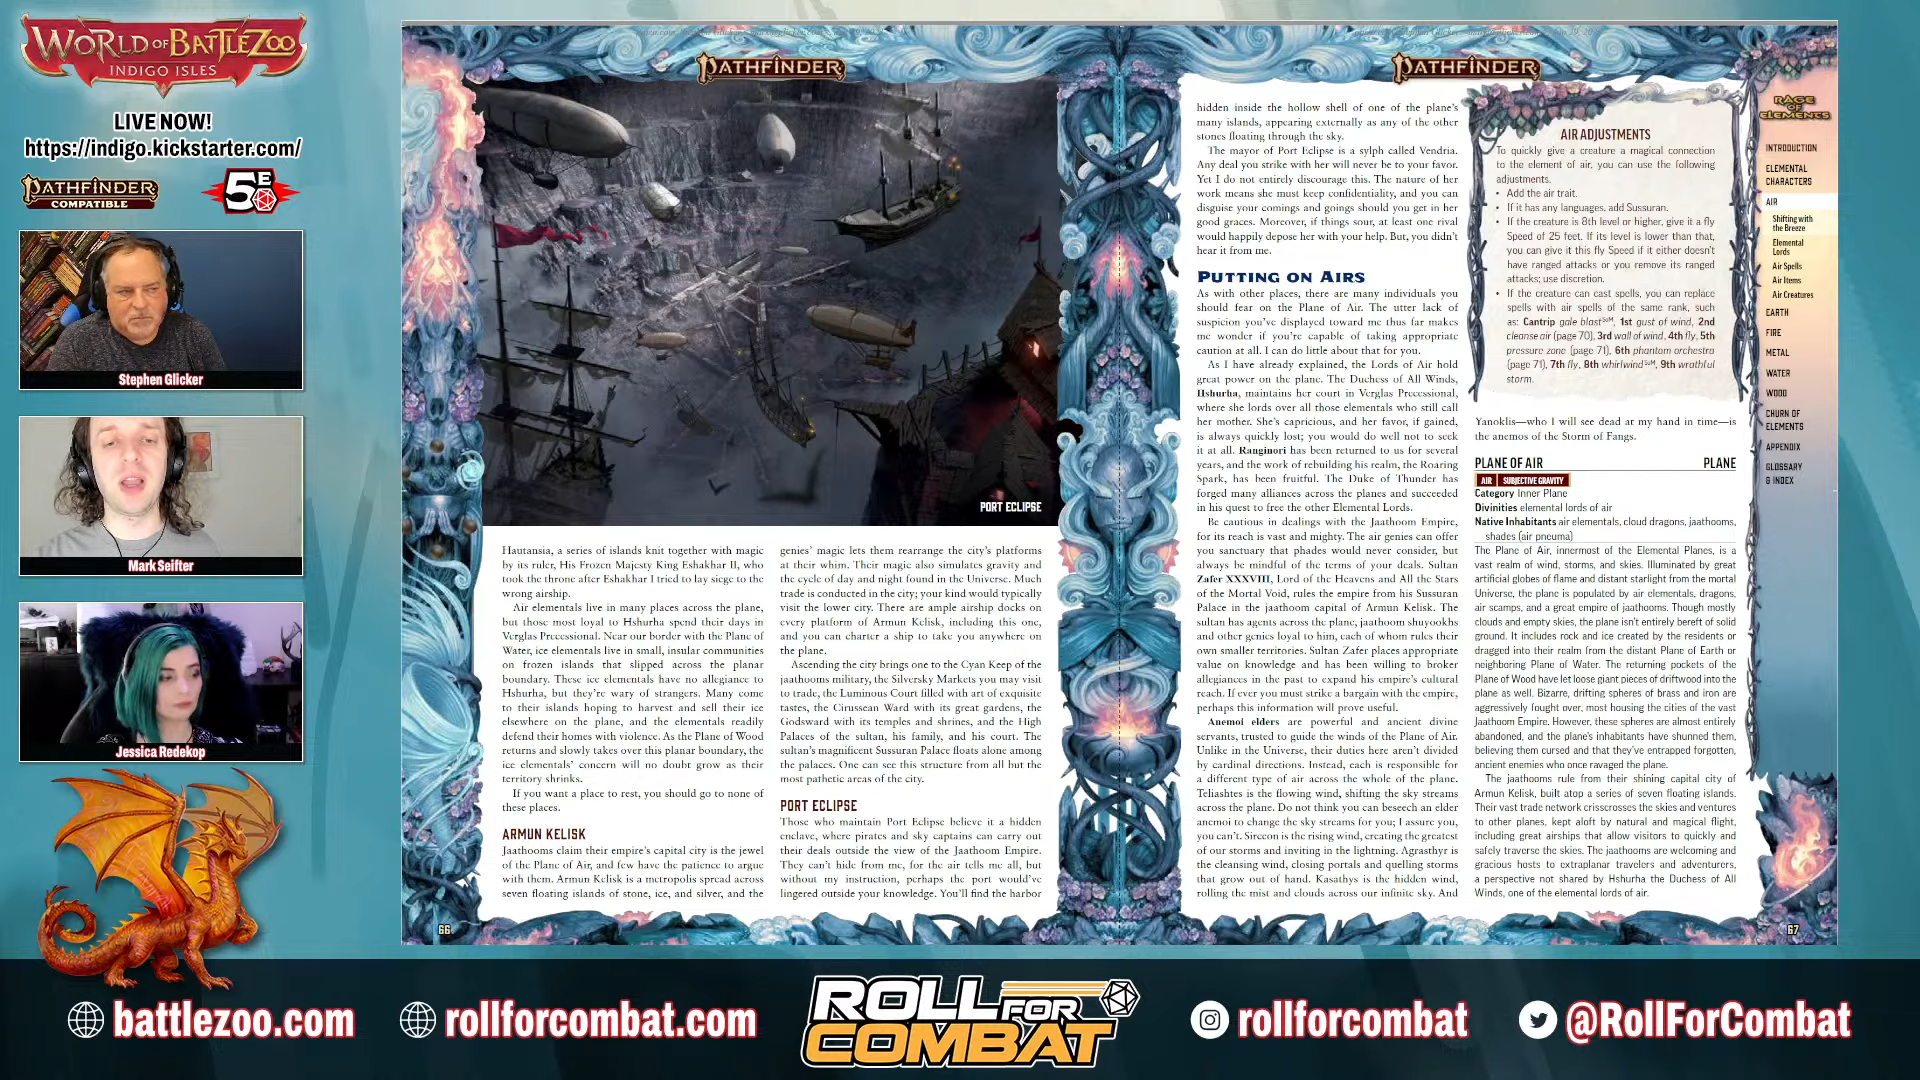 WORLD OF BATTLEZOO
INDIGO ISLES
LIVE NOW!
https://indigo.kickstarter.com/
PATHFINDER
COMPATIBLE
5E
Stephen Glicker
Mark Seifter
Jessica Redekop
PATHFINDER
PORT ECLIPSE
Hautansia, a series of islands knit together with magic
by its ruler, His Frozen Majesty King Eshakhar II, who
took the throne after Eshakhar I tried to lay siege to the
wrong airship.
Air elementals live in many places across the plane,
but those most loyal to Hshurha spend their days in
Verglas Precessional. Near our border with the Plane of
Water, ice elementals live in small, insular communities
on frozen islands that slipped across the planar
boundary. These ice elementals have no allegiance to
Hshurha, but they're wary of strangers. Many come
to their islands hoping to harvest and sell their ice
elsewhere on the plane, and the elementals readily
defend their homes with violence. As the Plane of Wood
returns and slowly takes over this planar boundary, the
ice elementals' concern will no doubt grow as their
territory shrinks.
If you want a place to rest, you should go to none of
these places.
ARMUN KELISK
Jaathooms claim their empire's capital city is the jewel
of the Plane of Air, and few have the patience to argue
with them. Armun Kelisk is a metropolis spread across
seven floating islands of stone, ice, and silver, and the
genies' magic lets them rearrange the city's platforms
at their whim. Their magic also simulates gravity and
the cycle of day and night found in the Universe. Much
trade is conducted in the city; your kind would typically
visit the lower city. There are ample airship docks on
every platform of Armun Kelisk, including this one,
and you can charter a ship to take you anywhere on
the plane.
Ascending the city brings one to the Cyan Keep of the
jaathooms military, the Silversky Markets you may visit
to trade, the Luminous Court filled with art of exquisite
tastes, the Cirussean Ward with its great gardens, the
Godsward with its temples and shrines, and the High
Palaces of the sultan, his family, and his court. The
sultan's magnificent Sussuran Palace floats alone among
the palaces. One can see this structure from all but the
most pathetic areas of the city.
PORT ECLIPSE
Those who maintain Port Eclipse believe it a hidden
enclave, where pirates and sky captains can carry out
their deals outside the view of the Jaathoom Empire.
They can't hide from me, for the air tells me all, but
without my instruction, perhaps the port would've
lingered outside your knowledge. You'll find the harbor
66
PATHFINDER
hidden inside the hollow shell of one of the plane's
many islands, appearing externally as any of the other
stones floating through the sky.
The mayor of Port Eclipse is a sylph called Vendria.
Any deal you strike with her will never be to your favor.
Yet I do not entirely discourage this. The nature of her
work means she must keep confidentiality, and you can
disguise your comings and goings should you get in her
good graces. Moreover, if things sour, at least one rival
would happily depose her with your help. But, you didn't
hear it from me.
PUTTING ON AIRS
As with other places, there are many individuals you
should fear on the Plane of Air. The utter lack of
suspicion you've displayed toward me thus far makes
me wonder if you're capable of taking appropriate
caution at all. I can do little about that for you.
As I have already explained, the Lords of Air hold
great power on the plane. The Duchess of All Winds,
Hshurha, maintains her court in Verglas Precessional,
where she lords over all those elementals who still call
her mother. She's capricious, and her favor, if gained,
is always quickly lost; you would do well not to seek
it at all. Ranginori has been returned to us for several
years, and the work of rebuilding his realm, the Roaring
Spark, has been fruitful. The Duke of Thunder has
forged many alliances across the planes and succeeded
in his quest to free the other Elemental Lords.
Be cautious in dealings with the Jaathoom Empire,
for its reach is vast and mighty. The air genies can offer
you sanctuary that phades would never consider, but
always be mindful of the terms of your deals. Sultan
Zafer XXXVIII, Lord of the Heavens and All the Stars
of the Mortal Void, rules the empire from his Sussuran
Palace in the jaathoom capital of Armun Kelisk. The
sultan has agents across the plane, jaathoom shuyookhs
and other genies loyal to him, each of whom rules their
own smaller territories. Sultan Zafer places appropriate
value on knowledge and has been willing to broker
allegiances in the past to expand his empire's cultural
reach. If ever you must strike a bargain with the empire,
perhaps this information will prove useful.
Anemoi elders are powerful and ancient divine
servants, trusted to guide the winds of the Plane of Air.
Unlike in the Universe, their duties here aren't divided
by cardinal directions. Instead, each is responsible for
a different type of air across the whole of the plane.
Teliashtes is the flowing wind, shifting the sky streams
across the plane. Do not think you can beseech an elder
anemoi to change the sky streams for you; I assure you,
you can't. Sirecon is the rising wind, creating the greatest
of our storms and inviting in the lightning. Agrasthyr is
the cleansing wind, closing portals and quelling storms
that grow out of hand. Kasathys is the hidden wind,
rolling the mist and clouds across our infinite sky. And
AIR ADJUSTMENTS
To quickly give a creature a magical connection
to the element of air, you can use the following
adjustments.
• Add the air trait.
• If it has any languages, add Sussuran.
• If the creature is 8th level or higher, give it a fly
Speed of 25 feet. If its level is lower than that,
you can give it this fly Speed if it either doesn't
have ranged attacks or you remove its ranged
attacks; use discretion.
• If the creature can cast spells, you can replace
spells with air spells of the same rank, such
as: Cantrip gale blast SoM, 1st gust of wind, 2nd
cleanse air (page 70), 3rd wall of wind, 4th fly, 5th
pressure zone (page 71), 6th phantom orchestra
(page 71), 7th fly, 8th whirlwind SoM, 9th wrathful
storm.
Yanoklis—who I will see dead at my hand in time—is
the anemos of the Storm of Fangs.
PLANE OF AIR PLANE
AIR SUBJECTIVE GRAVITY
Category Inner Plane
Divinities elemental lords of air
Native Inhabitants air elementals, cloud dragons, jaathooms,
shades (air pneuma)
The Plane of Air, innermost of the Elemental Planes, is a
vast realm of wind, storms, and skies. Illuminated by great
artificial globes of flame and distant starlight from the mortal
Universe, the plane is populated by air elementals, dragons,
air scamps, and a great empire of jaathooms. Though mostly
clouds and empty skies, the plane isn't entirely bereft of solid
ground. It includes rock and ice created by the residents or
dragged into their realm from the distant Plane of Earth or
neighboring Plane of Water. The returning pockets of the
Plane of Wood have let loose giant pieces of driftwood into the
plane as well. Bizarre, drifting spheres of brass and iron are
aggressively fought over, most housing the cities of the vast
Jaathoom Empire. However, these spheres are almost entirely
abandoned, and the plane's inhabitants have shunned them,
believing them cursed and that they've entrapped forgotten,
ancient enemies who once ravaged the plane.
The jaathooms rule from their shining capital city of
Armun Kelisk, built atop a series of seven floating islands.
Their vast trade network crisscrosses the skies and ventures
to other planes, kept aloft by natural and magical flight,
including great airships that allow visitors to quickly and
safely traverse the skies. The jaathooms are welcoming and
gracious hosts to extraplanar travelers and adventurers,
a perspective not shared by Hshurha the Duchess of All
Winds, one of the elemental lords of air.
RAGE OF ELEMENTS
INTRODUCTION
ELEMENTAL
CHARACTERS
AIR
Shifting with
the Breeze
Elemental
Lords
Air Spells
Air Items
Air Creatures
EARTH
FIRE
METAL
WATER
WOOD
CHURN OF
ELEMENTS
APPENDIX
GLOSSARY
& INDEX
67
battlezoo.com
rollforcombat.com
ROLL FOR
COMBAT
rollforcombat
@RollForCombat